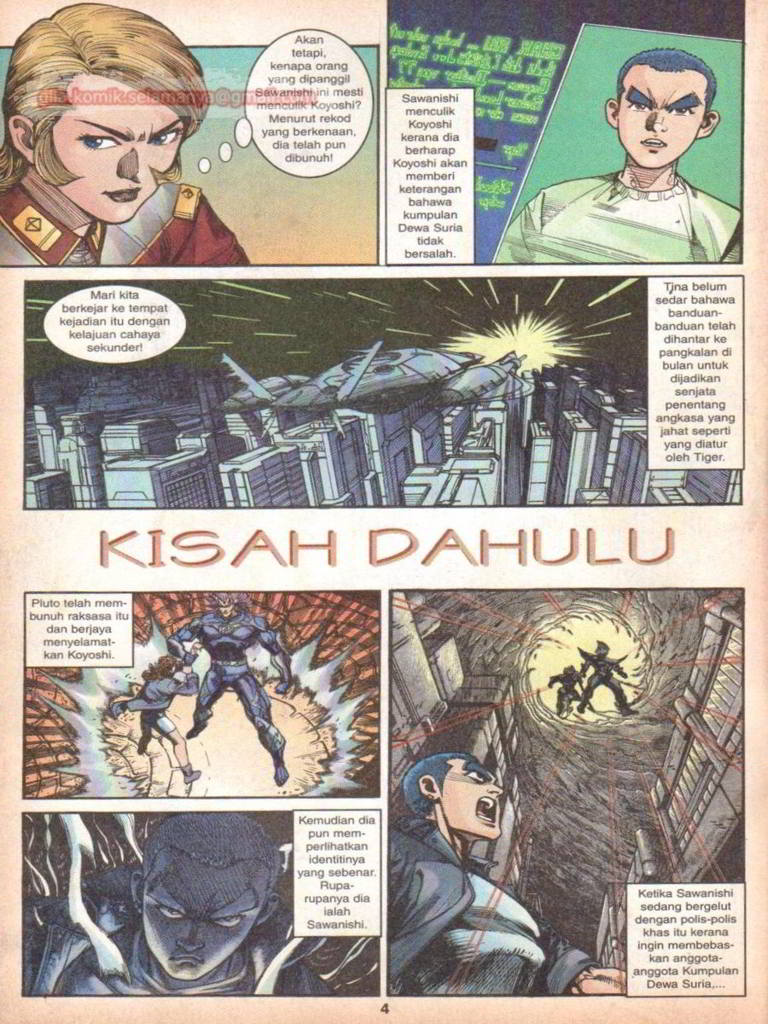 Akan
tetapi,
kenapa orang
yang dipanggil
Sawanishi ini mesti
menculik Koyoshi?
Menurut rekod
yang berkenaan,
dia telah pun
dibunuh!
glia.komik.selamanya@gmail.com
Sawanishi
menculik
Koyoshi
kerana dia
berharap
Koyoshi akan
memberi
keterangan
bahawa
kumpulan
Dewa Suria
tidak
bersalah.
Mari kita
berkejar ke tempat
kejadian itu dengan
kelajuan cahaya
sekunder!
Tjna belum
sedar bahawa
banduan-
banduan telah
dihantar ke
pangkalan di
bulan untuk
dijadikan
senjata
penentang
angkasa yang
jahat seperti
yang diatur
oleh Tiger.
KISAH DAHULU
Pluto telah mem-
bunuh raksasa itu
dan berjaya
menyelamat-
kan Koyoshi.
Kemudian dia
pun mem-
perlihatkan
identitinya
yang sebenar.
Rupa-
rupanya dia
ialah
Sawanishi.
Ketika Sawanishi
sedang bergelut
dengan polis-polis
khas itu kerana
ingin membebas-
kan anggota-
anggota Kumpulan
Dewa Suria,...
4